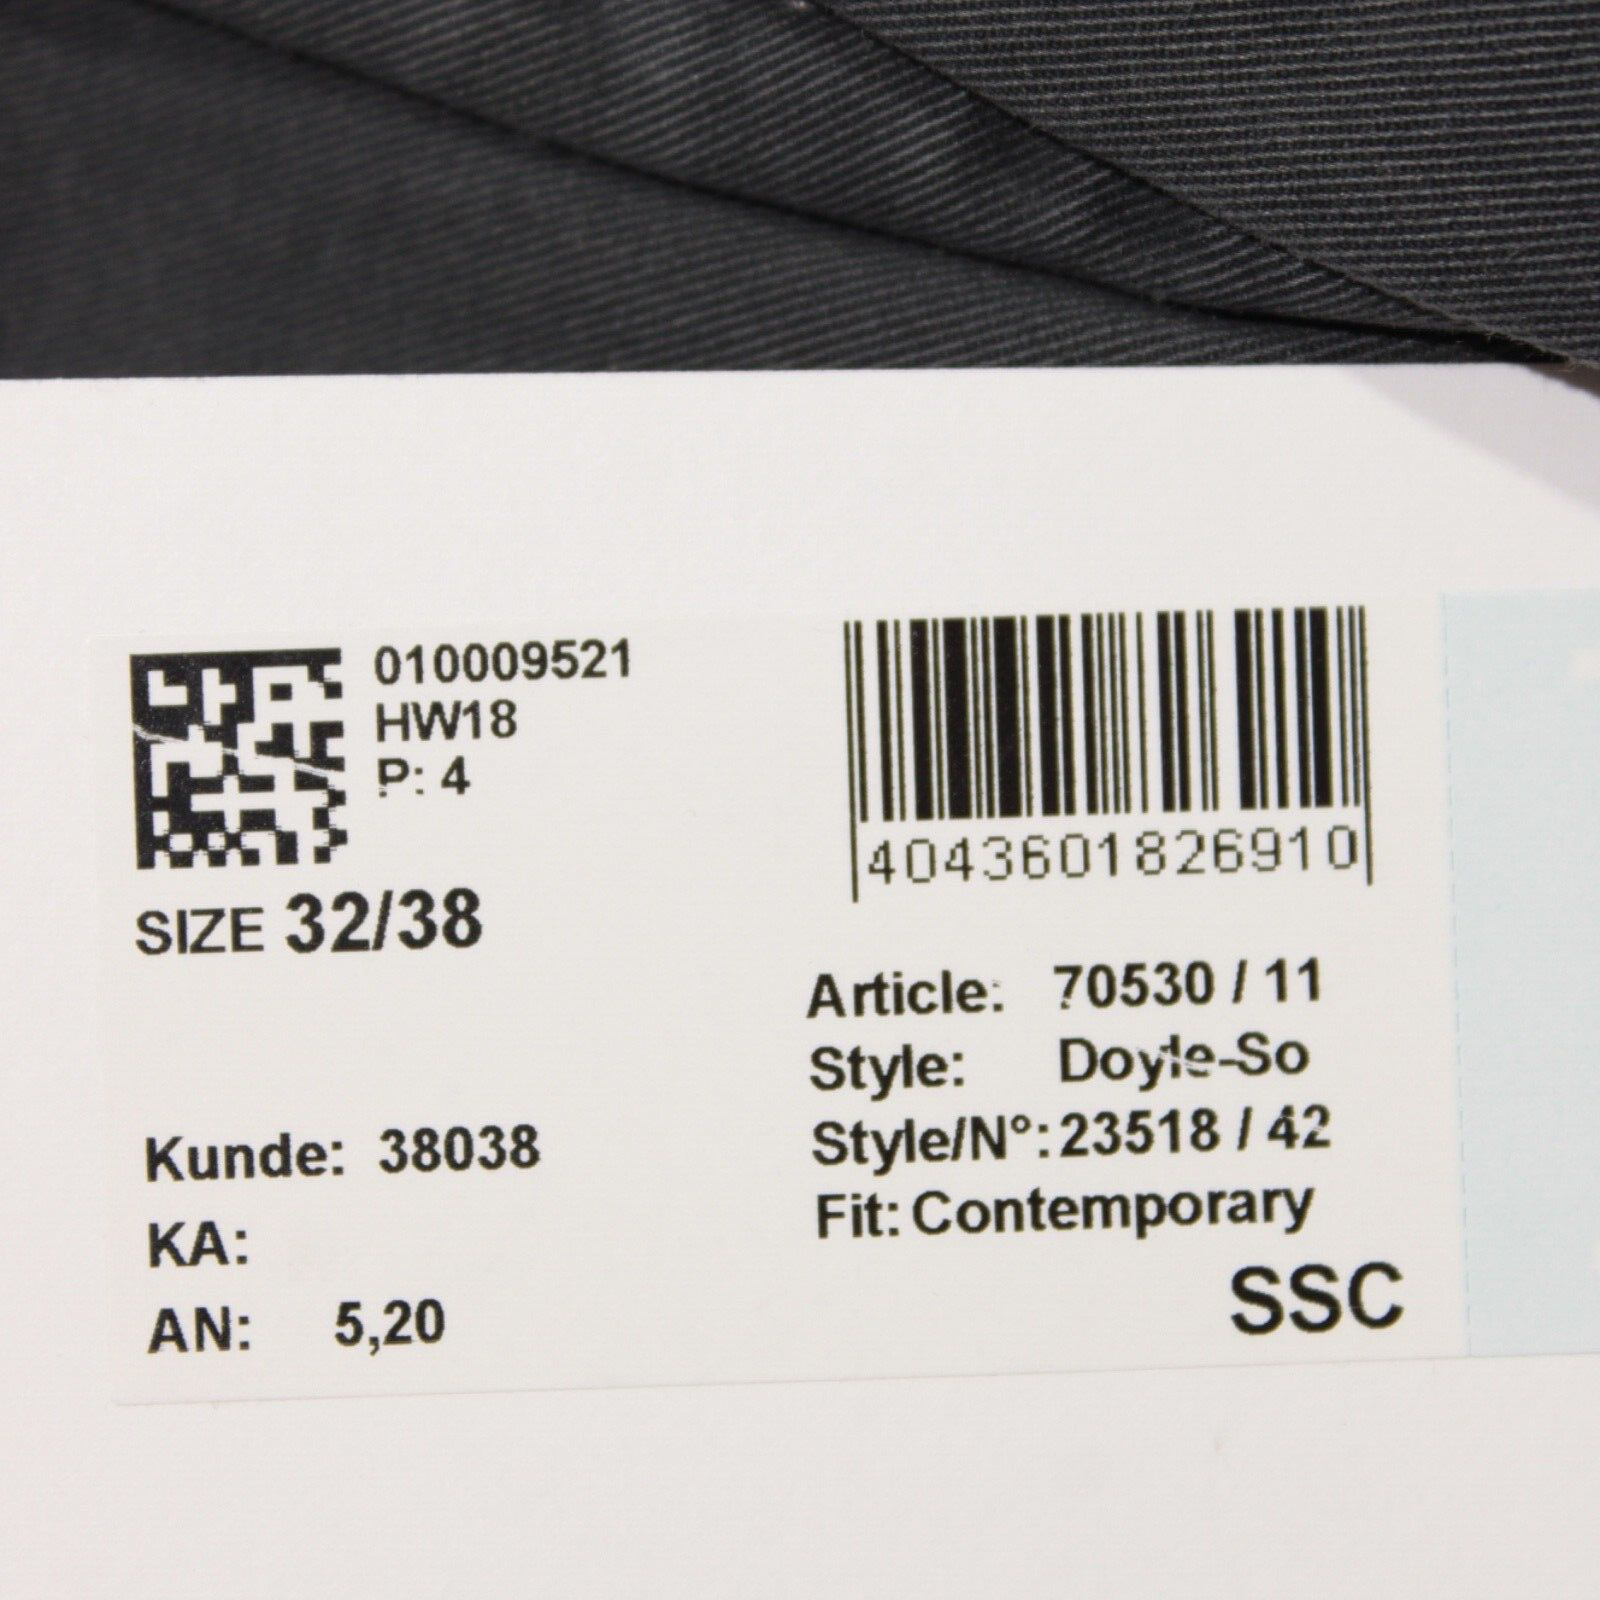 010009521
HW18
P: 4
SIZE 32/38
4043601826910
Article: 70530 / 11
Style: Doyle-So
Style/N°: 23518 / 42
Fit: Contemporary
SSC
Kunde: 38038
KA:
AN: 5,20